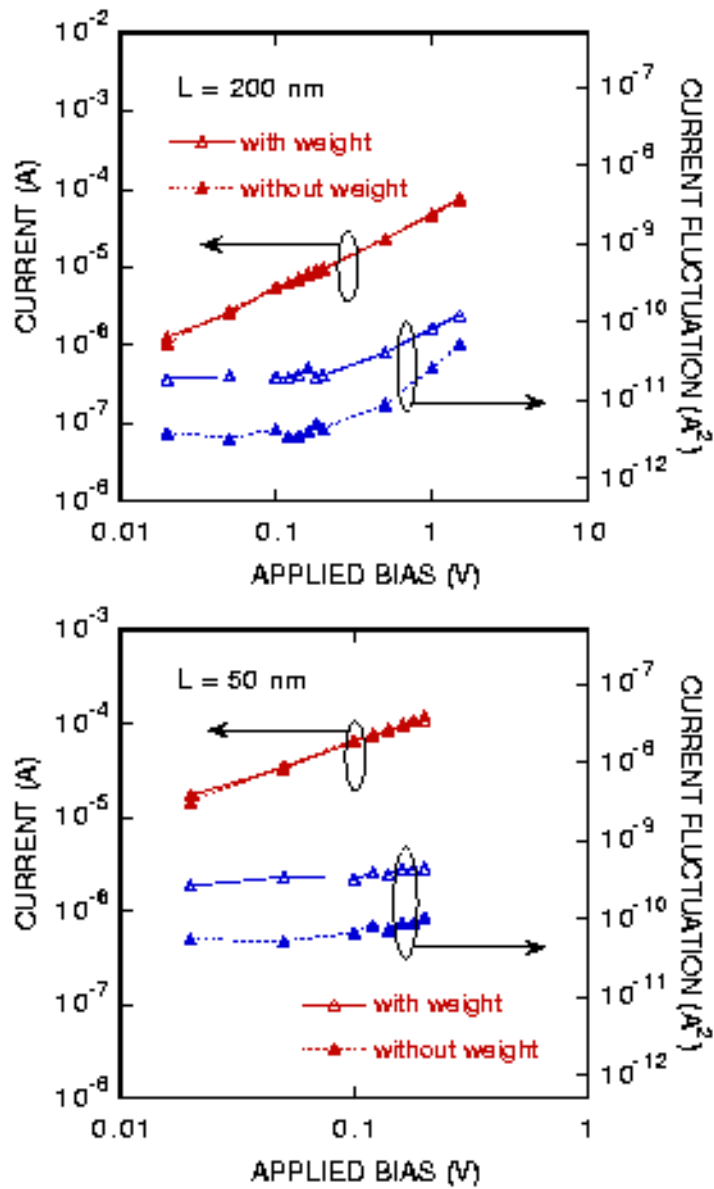 L = 200 nm
with weight
without weight
CURRENT (A)
10⁻²
10⁻³
10⁻⁴
10⁻⁵
10⁻⁶
10⁻⁷
10⁻⁸
CURRENT FLUCTUATION (A²)
10⁻⁷
10⁻⁸
10⁻⁹
10⁻¹⁰
10⁻¹¹
10⁻¹²
0.01 0.1 1 10
APPLIED BIAS (V)
L = 50 nm
CURRENT (A)
10⁻³
10⁻⁴
10⁻⁵
10⁻⁶
10⁻⁷
10⁻⁸
CURRENT FLUCTUATION (A²)
10⁻⁷
10⁻⁸
10⁻⁹
10⁻¹⁰
10⁻¹¹
10⁻¹²
with weight
without weight
0.01 0.1 1
APPLIED BIAS (V)